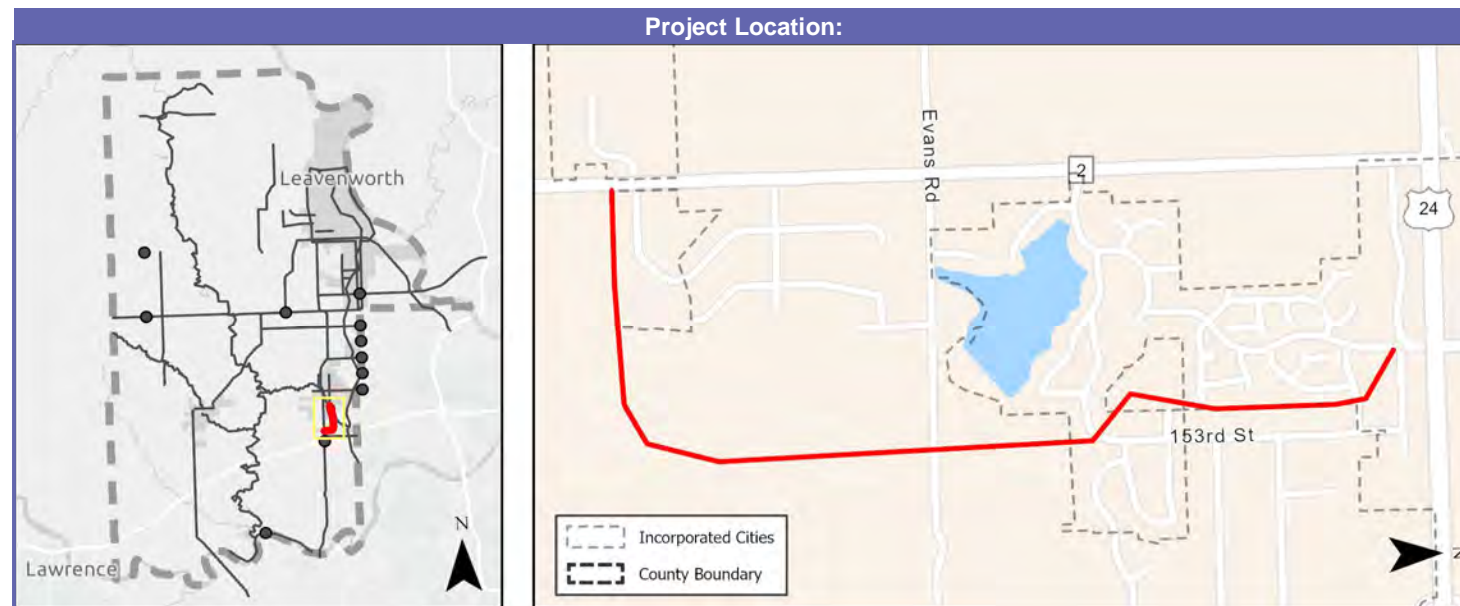 Project Location:
Leavenworth
Lawrence
N
Evans Rd
2
24
153rd St
Incorporated Cities
County Boundary
N